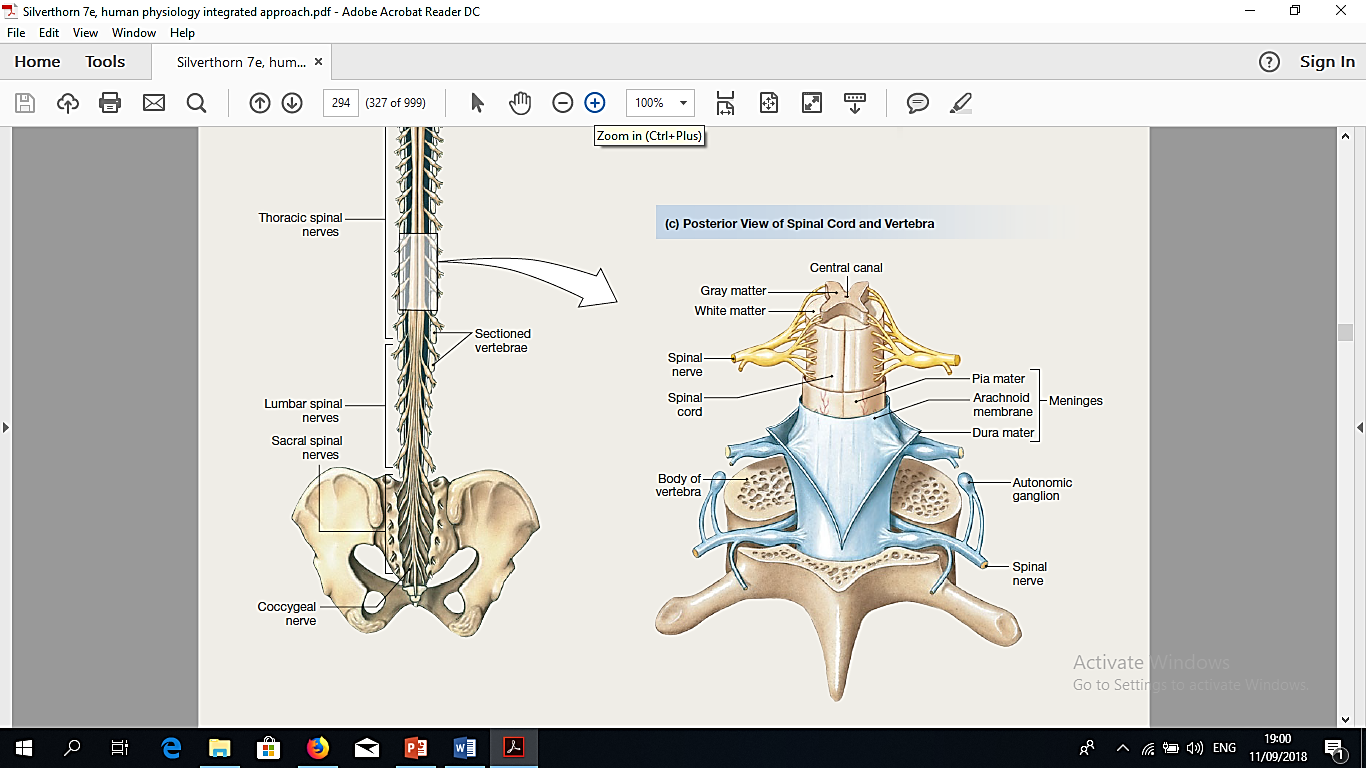 Silverthorn 7e, human physiology integrated approach.pdf - Adobe Acrobat Reader DC
File Edit View Window Help
Home Tools Silverthorn 7e, hum... × ? Sign In
294 (327 of 999) 100%
Zoom in (Ctrl+Plus)
Thoracic spinal
nerves
Sectioned
vertebrae
Lumbar spinal
nerves
Sacral spinal
nerves
Coccygeal
nerve
(c) Posterior View of Spinal Cord and Vertebra
Central canal
Gray matter
White matter
Spinal
nerve
Spinal
cord
Pia mater
Arachnoid
membrane
Meninges
Dura mater
Body of
vertebra
Autonomic
ganglion
Spinal
nerve
Activate Windows
Go to Settings to activate Windows.
ENG
19:00
11/09/2018
1